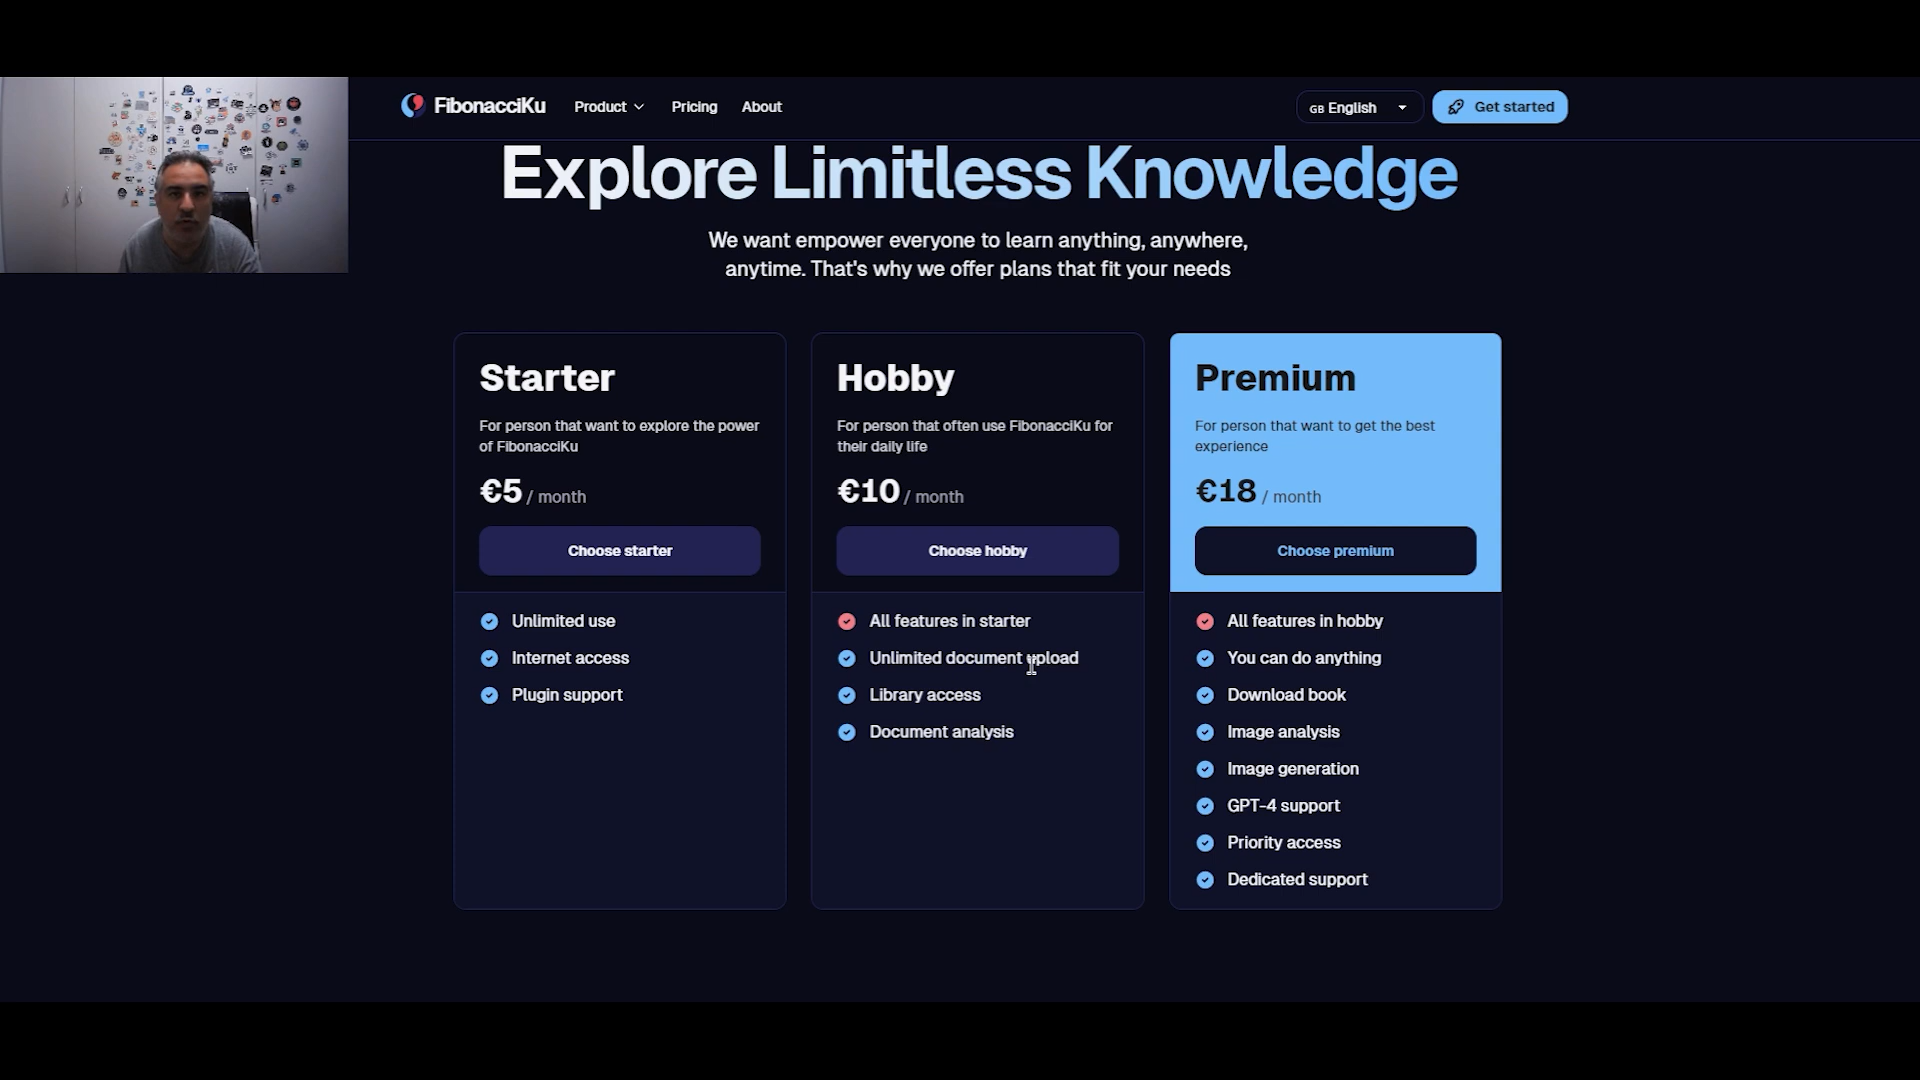 FibonacciKu
Product
Pricing
About
GB English
Get started
Explore Limitless Knowledge
We want empower everyone to learn anything, anywhere,
anytime. That's why we offer plans that fit your needs
Starter
For person that want to explore the power
of FibonacciKu
€5 / month
Choose starter
Unlimited use
Internet access
Plugin support
Hobby
For person that often use FibonacciKu for
their daily life
€10 / month
Choose hobby
All features in starter
Unlimited document upload
Library access
Document analysis
Premium
For person that want to get the best
experience
€18 / month
Choose premium
All features in hobby
You can do anything
Download book
Image analysis
Image generation
GPT-4 support
Priority access
Dedicated support